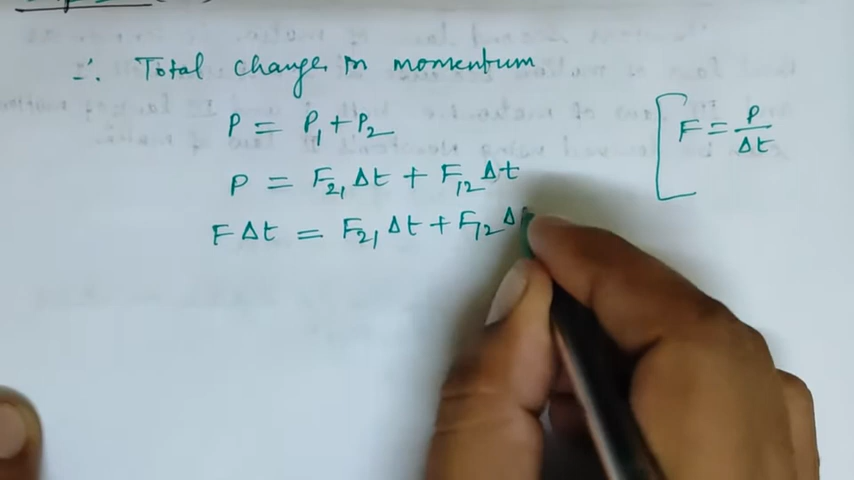 ∴ Total change in momentum
P = P₁ + P₂
P = F₂₁ Δt + F₁₂ Δt
F Δt = F₂₁ Δt + F₁₂ Δ
F = P/Δt